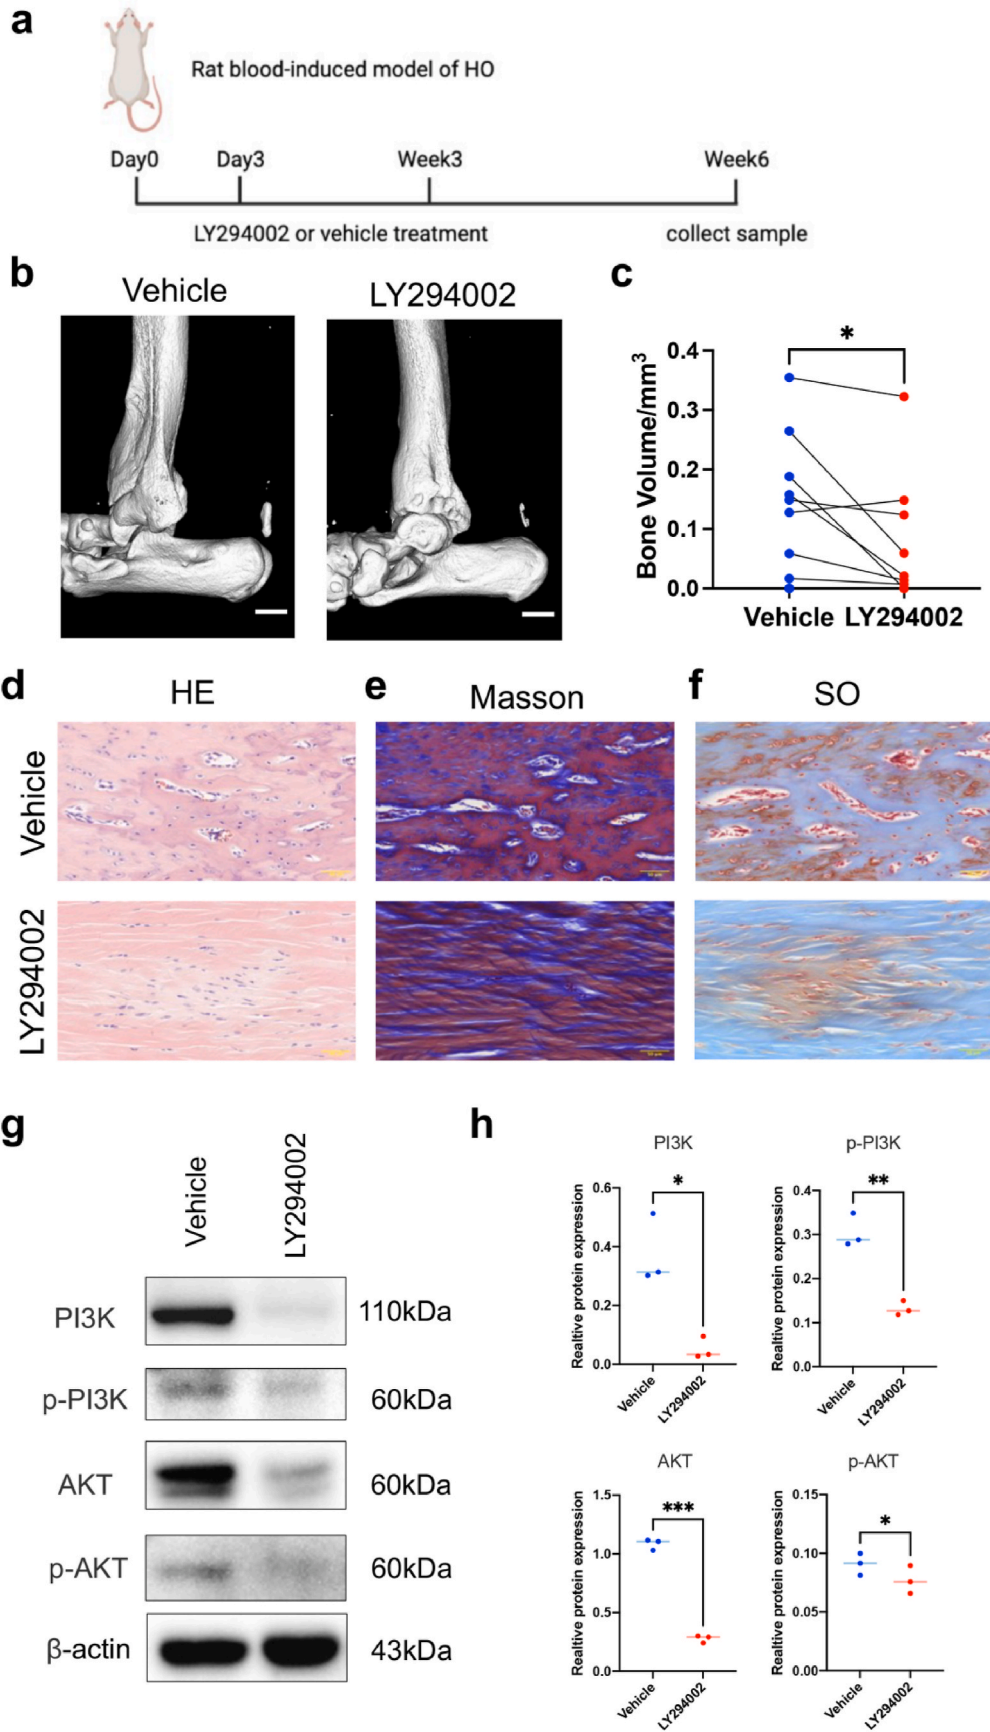 a
Rat blood-induced model of HO
Day0 Day3 Week3 Week6
LY294002 or vehicle treatment collect sample
b
Vehicle LY294002
c
*
Bone Volume/mm³
0.4
0.3
0.2
0.1
0.0
Vehicle LY294002
d HE
e Masson
f SO
Vehicle
LY294002
g
Vehicle LY294002
PI3K 110kDa
p-PI3K 60kDa
AKT 60kDa
p-AKT 60kDa
β-actin 43kDa
h
PI3K
*
Realtive protein expression
0.6
0.4
0.2
0.0
Vehicle LY294002
p-PI3K
**
Realtive protein expression
0.4
0.3
0.2
0.1
0.0
Vehicle LY294002
AKT
***
Realtive protein expression
1.5
1.0
0.5
0.0
Vehicle LY294002
p-AKT
*
Realtive protein expression
0.15
0.10
0.05
0.00
Vehicle LY294002